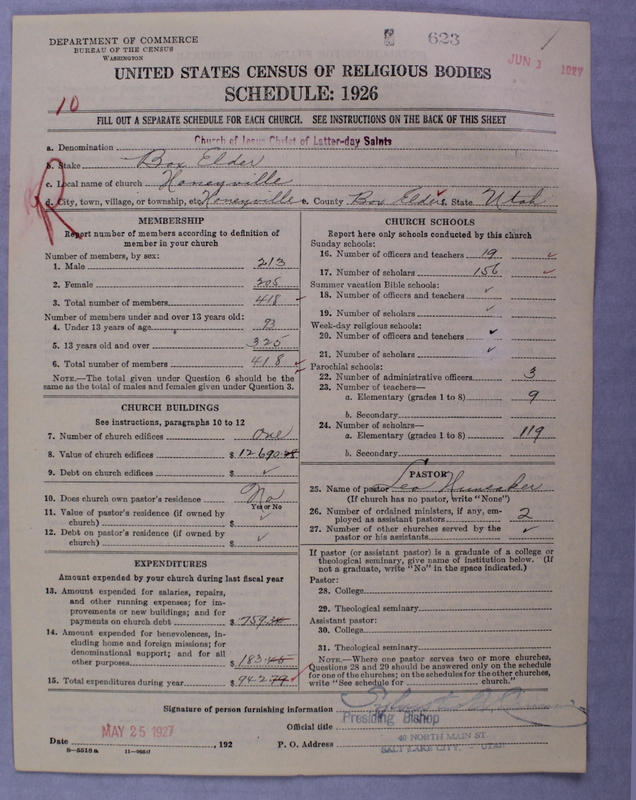 DEPARTMENT OF COMMERCE
BUREAU OF THE CENSUS
WASHINGTON
623
JUN 3 1927
UNITED STATES CENSUS OF RELIGIOUS BODIES
SCHEDULE: 1926
10
FILL OUT A SEPARATE SCHEDULE FOR EACH CHURCH. SEE INSTRUCTIONS ON THE BACK OF THIS SHEET
a. Denomination Church of Jesus Christ of Latter-day Saints
b. Stake Box Elder
c. Local name of church Honeyville
d. City, town, village, or township, etc. Honeyville e. County Box Elder f. State Utah
MEMBERSHIP
Report number of members according to definition of
member in your church
Number of members, by sex:
1. Male 213
2. Female 205
3. Total number of members 418
Number of members under and over 13 years old:
4. Under 13 years of age 93
5. 13 years old and over 325
6. Total number of members 418
NOTE.—The total given under Question 6 should be the
same as the total of males and females given under Question 3.
CHURCH BUILDINGS
See instructions, paragraphs 10 to 12
7. Number of church edifices one
8. Value of church edifices $12690
9. Debt on church edifices $
10. Does church own pastor's residence No
Yes or No
11. Value of pastor's residence (if owned by
church) $
12. Debt on pastor's residence (if owned by
church) $
EXPENDITURES
Amount expended by your church during last fiscal year
13. Amount expended for salaries, repairs,
and other running expenses; for im-
provements or new buildings; and for
payments on church debt $ 759
14. Amount expended for benevolences, in-
cluding home and foreign missions; for
denominational support; and for all
other purposes $ 183
15. Total expenditures during year $ 942
CHURCH SCHOOLS
Report here only schools conducted by this church
Sunday schools:
16. Number of officers and teachers 19
17. Number of scholars 156
Summer vacation Bible schools:
18. Number of officers and teachers
19. Number of scholars
Week-day religious schools:
20. Number of officers and teachers
21. Number of scholars
Parochial schools:
22. Number of administrative officers 3
23. Number of teachers—
a. Elementary (grades 1 to 8) 9
b. Secondary
24. Number of scholars—
a. Elementary (grades 1 to 8) 119
b. Secondary
PASTOR
25. Name of pastor Leo Hunsaker
(If church has no pastor, write "None")
26. Number of ordained ministers, if any, em-
ployed as assistant pastors 2
27. Number of other churches served by the
pastor or his assistants
If pastor (or assistant pastor) is a graduate of a college or
theological seminary, give name of institution below. (If
not a graduate, write "No" in the space indicated.)
Pastor:
28. College
29. Theological seminary
Assistant pastor:
30. College
31. Theological seminary
NOTE.—Where one pastor serves two or more churches,
Questions 28 and 29 should be answered only on the schedule
for one of the churches; on the schedules for the other churches,
write "See schedule for church."
Signature of person furnishing information Sylvester Q. Cannon
Official title Presiding Bishop
Date MAY 25 1927, 192 P. O. Address 40 NORTH MAIN ST.
SALT LAKE CITY, UTAH